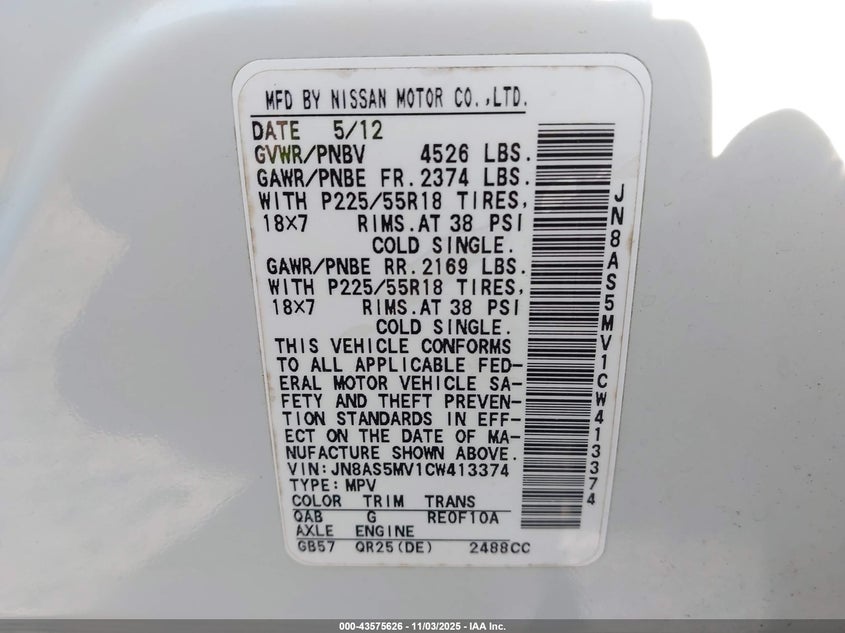 MFD BY NISSAN MOTOR CO.,LTD.
DATE 5/12
GVWR/PNBV 4526 LBS.
GAWR/PNBE FR.2374 LBS.
WITH P225/55R18 TIRES,
18X7 RIMS.AT 38 PSI
COLD SINGLE.
GAWR/PNBE RR.2169 LBS.
WITH P225/55R18 TIRES,
18X7 RIMS.AT 38 PSI
COLD SINGLE.
THIS VEHICLE CONFORMS
TO ALL APPLICABLE FED-
ERAL MOTOR VEHICLE SA-
FETY AND THEFT PREVEN-
TION STANDARDS IN EFF-
ECT ON THE DATE OF MA-
NUFACTURE SHOWN ABOVE.
VIN:JN8AS5MV1CW413374
TYPE:MPV
COLOR TRIM TRANS
QAB G RE0F10A
AXLE ENGINE
GB57 QR25(DE) 2488CC
JN8AS5MV1CW413374
000-43575626 - 11/03/2025 - IAA Inc.